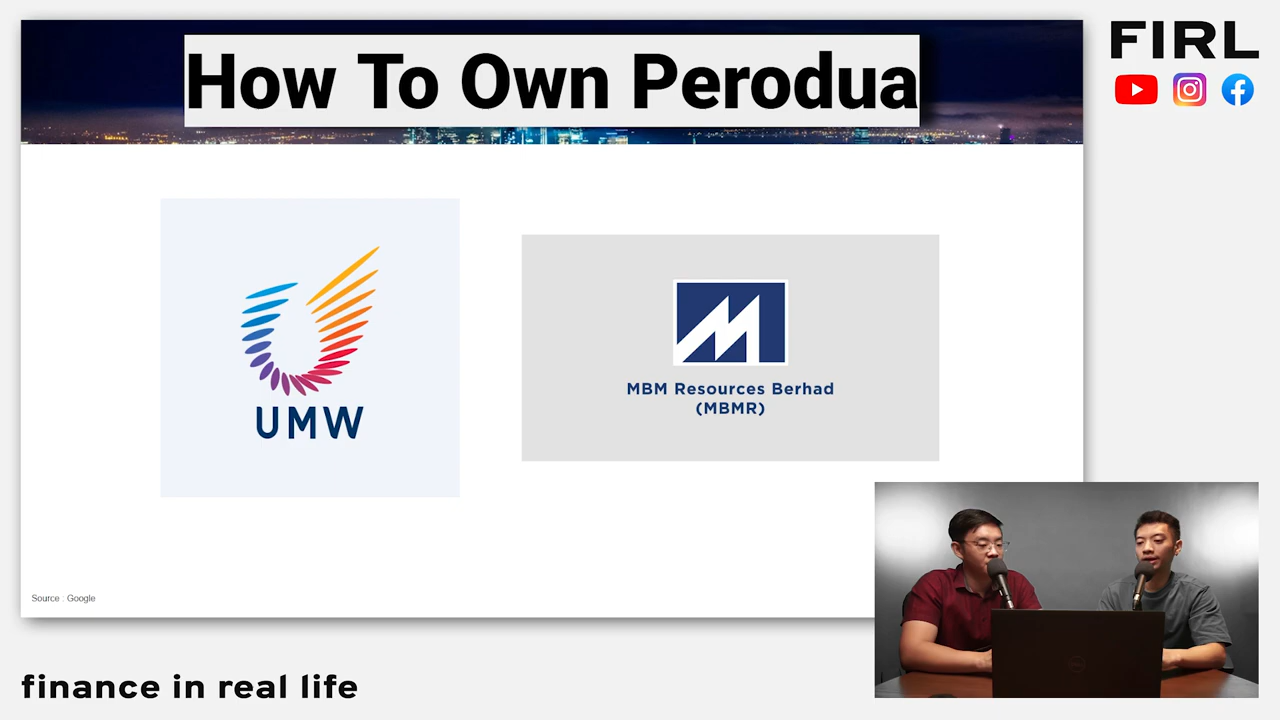 How To Own Perodua
FIRL
UMW
MBM Resources Berhad
(MBMR)
Source : Google
finance in real life